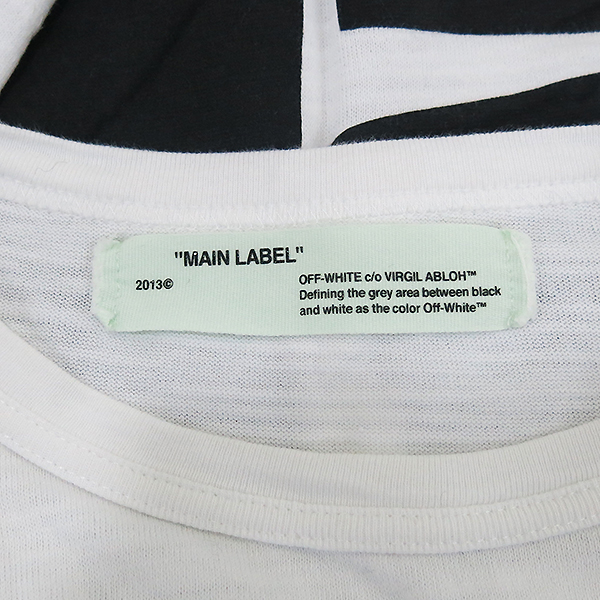 "MAIN LABEL"
2013©
OFF-WHITE c/o VIRGIL ABLOH™
Defining the grey area between black
and white as the color Off-White™